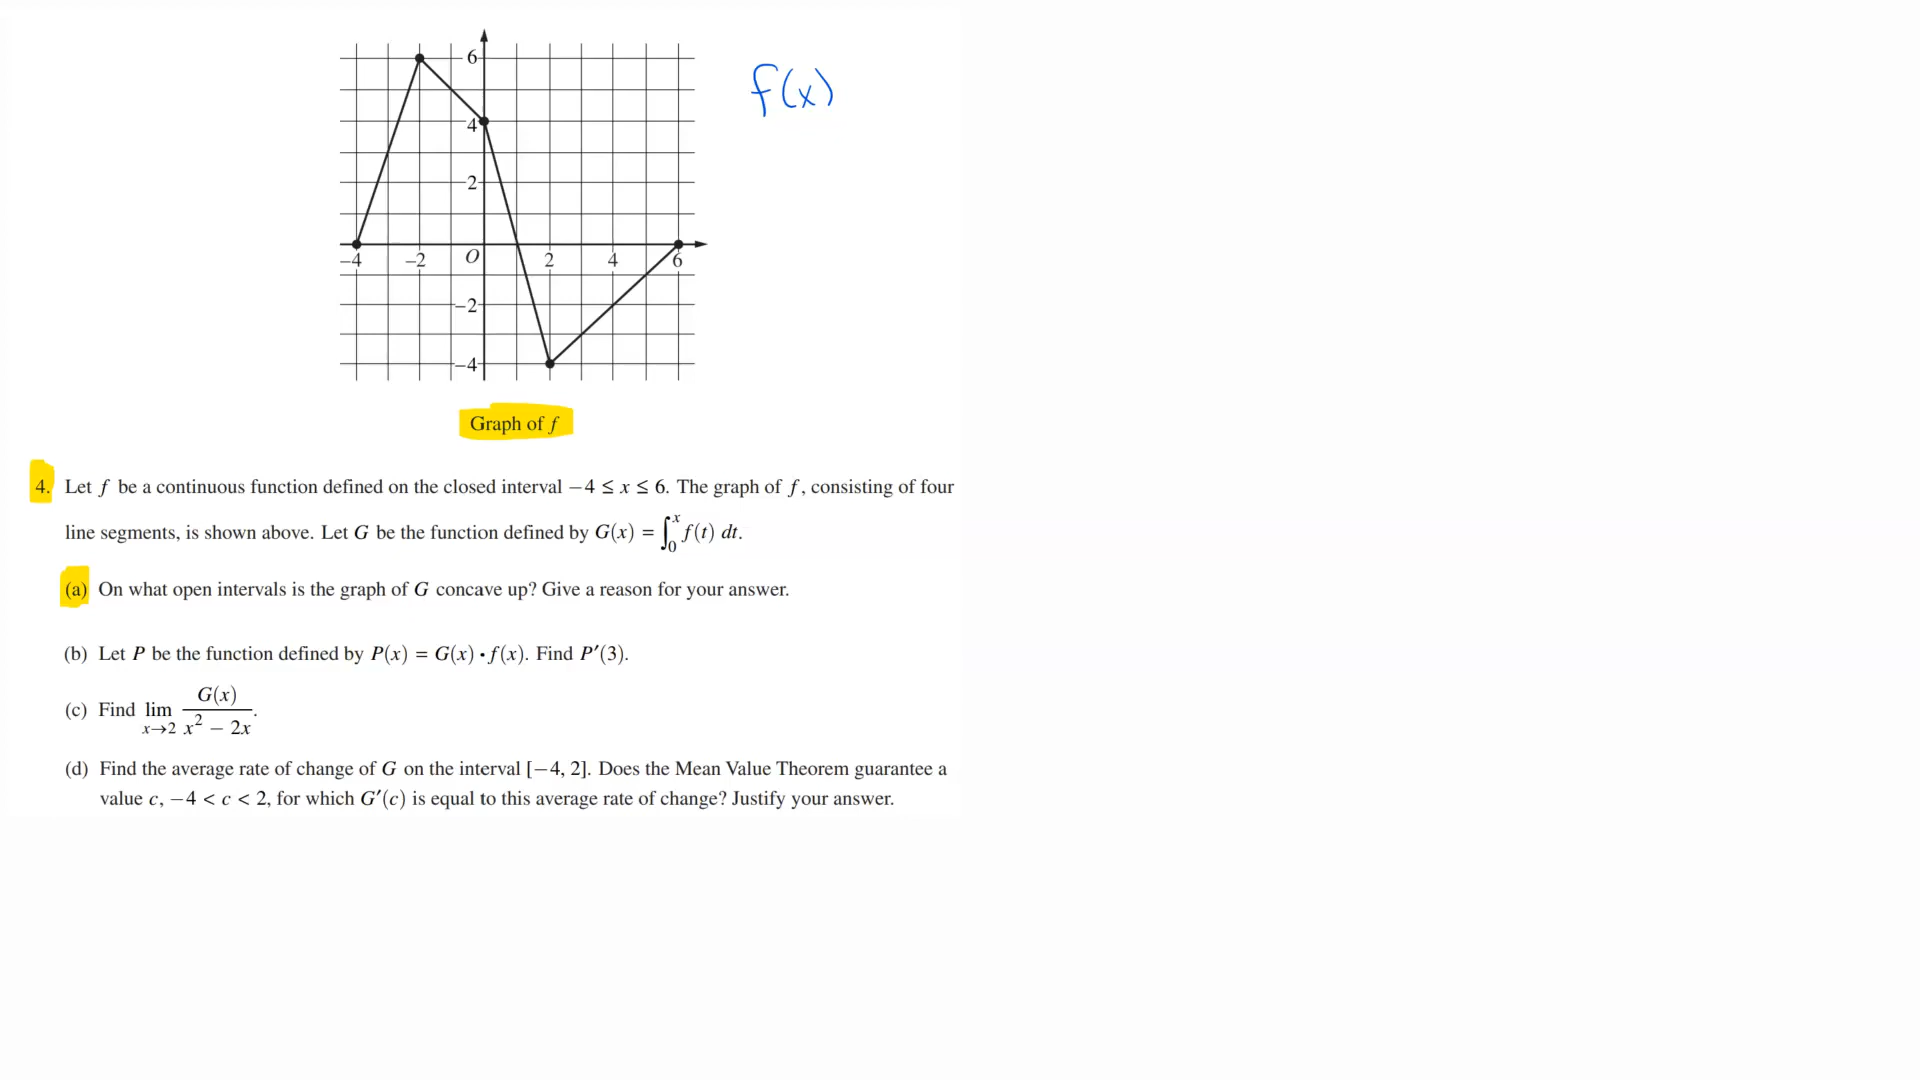 6
f(x)
4
2
-4 -2 O 2 4 6
-2
-4
Graph of f
4. Let f be a continuous function defined on the closed interval −4 ≤ x ≤ 6. The graph of f, consisting of four
line segments, is shown above. Let G be the function defined by G(x) = ∫₀ˣ f(t) dt.
(a) On what open intervals is the graph of G concave up? Give a reason for your answer.
(b) Let P be the function defined by P(x) = G(x) · f(x). Find P′(3).
(c) Find lim x→2 G(x) / x² − 2x.
(d) Find the average rate of change of G on the interval [−4, 2]. Does the Mean Value Theorem guarantee a
value c, −4 < c < 2, for which G′(c) is equal to this average rate of change? Justify your answer.